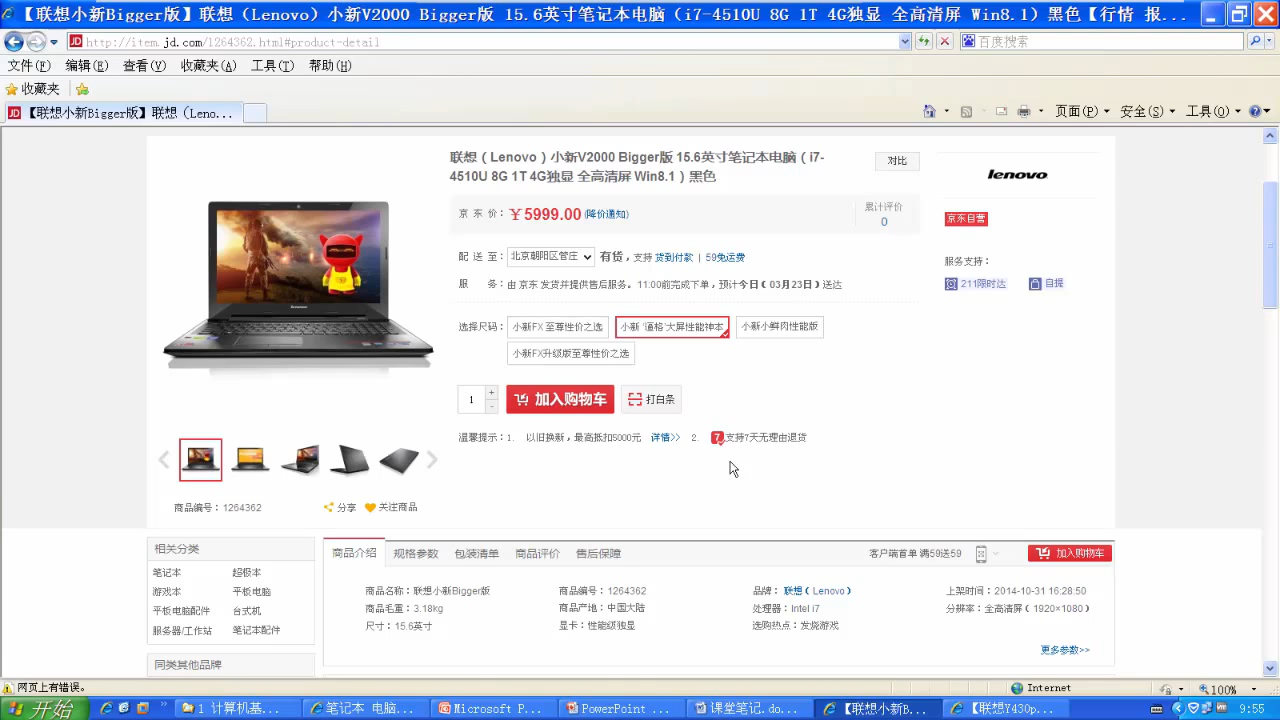 【联想小新Bigger版】联想（Lenovo）小新V2000 Bigger版 15.6英寸笔记本电脑（i7-4510U 8G 1T 4G独显 全高清屏 Win8.1）黑色【行情 报...
JD http://item.jd.com/1264362.html#product-detail 百度搜索
文件(F) 编辑(E) 查看(V) 收藏夹(A) 工具(T) 帮助(H)
收藏夹
JD 【联想小新Bigger版】联想（Leno... 页面(P) 安全(S) 工具(O)
联想（Lenovo）小新V2000 Bigger版 15.6英寸笔记本电脑（i7-
4510U 8G 1T 4G独显 全高清屏 Win8.1）黑色
对比
lenovo
京 东 价：￥5999.00 (降价通知)
累计评价
0
京东自营
配 送 至：北京朝阳区管庄 有货，支持 货到付款 | 59免运费
服务支持：
服 务：由 京东 发货并提供售后服务。11:00前完成下单，预计今日（03月23日）送达
211限时达 自提
选择尺码：小新FX 至尊性价之选 小新“逼格”大屏性能钟本 小新小鲜肉性能版
小新FX升级版至尊性价之选
1 + - 加入购物车 打白条
温馨提示：1. 以旧换新，最高抵扣5000元 详情>> 2. 7 支持7天无理由退货
商品编号：1264362 分享 关注商品
相关分类
笔记本 超极本
游戏本 平板电脑
平板电脑配件 台式机
服务器/工作站 笔记本配件
同类其他品牌
商品介绍 规格参数 包装清单 商品评价 售后保障 客户端首单 满59送59 加入购物车
商品名称：联想小新Bigger版 商品编号：1264362 品牌：联想（Lenovo） 上架时间：2014-10-31 16:28:50
商品毛重：3.18kg 商品产地：中国大陆 处理器：Intel i7 分辨率：全高清屏（1920×1080）
尺寸：15.6英寸 显卡：性能级独显 选购热点：发烧游戏
更多参数>>
网页上有错误。 Internet 100%
开始 1 计算机基... 笔记本 电脑... Microsoft P... PowerPoint ... 课堂笔记.do... 【联想小新B... 【联想Y430p... 9:55